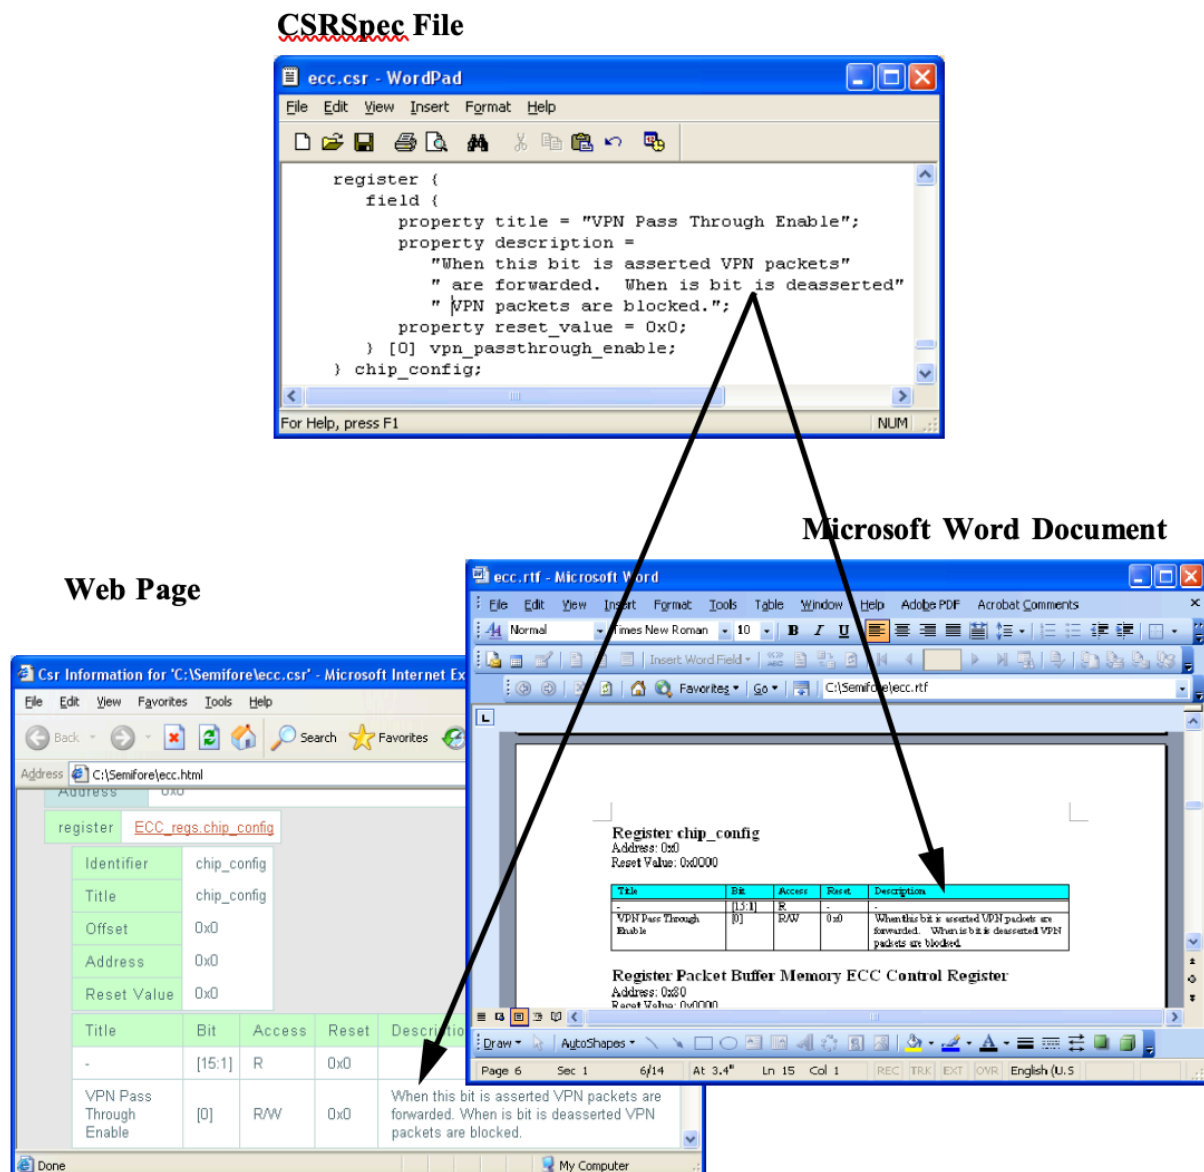 CSRSpec File
ecc.csr - WordPad
File Edit View Insert Format Help
register {
field {
property title = "VPN Pass Through Enable";
property description =
"When this bit is asserted VPN packets"
" are forwarded.  When is bit is deasserted"
" VPN packets are blocked.";
property reset_value = 0x0;
} [0] vpn_passthrough_enable;
} chip_config;
For Help, press F1 NUM
Microsoft Word Document
Web Page
ecc.rtf - Microsoft Word
File Edit View Insert Format Tools Table Window Help Adobe PDF Acrobat Comments
Normal Times New Roman 10 B I U
Insert Word Field
Favorites Go C:\Semifore\ecc.rtf
L
Register chip_config
Address: 0x0
Reset Value: 0x0000
Title Bit Access Reset Description
- [15:1] R - -
VPN Pass Through Enable [0] R/W 0x0 When this bit is asserted VPN packets are
forwarded. When is bit is deasserted VPN
packets are blocked.
Register Packet Buffer Memory ECC Control Register
Address: 0x80
Reset Value: 0x0000
Draw AutoShapes
Page 6 Sec 1 6/14 At 3.4" Ln 15 Col 1 REC TRK EXT OVR English (U.S
Csr Information for 'C:\Semifore\ecc.csr' - Microsoft Internet Ex
File Edit View Favorites Tools Help
Back Search Favorites
Address C:\Semifore\ecc.html
Address 0x0
register ECC_regs.chip_config
Identifier chip_config
Title chip_config
Offset 0x0
Address 0x0
Reset Value 0x0
Title Bit Access Reset Description
- [15:1] R 0x0
VPN Pass Through Enable [0] R/W 0x0 When this bit is asserted VPN packets are
forwarded. When is bit is deasserted VPN
packets are blocked.
Done My Computer